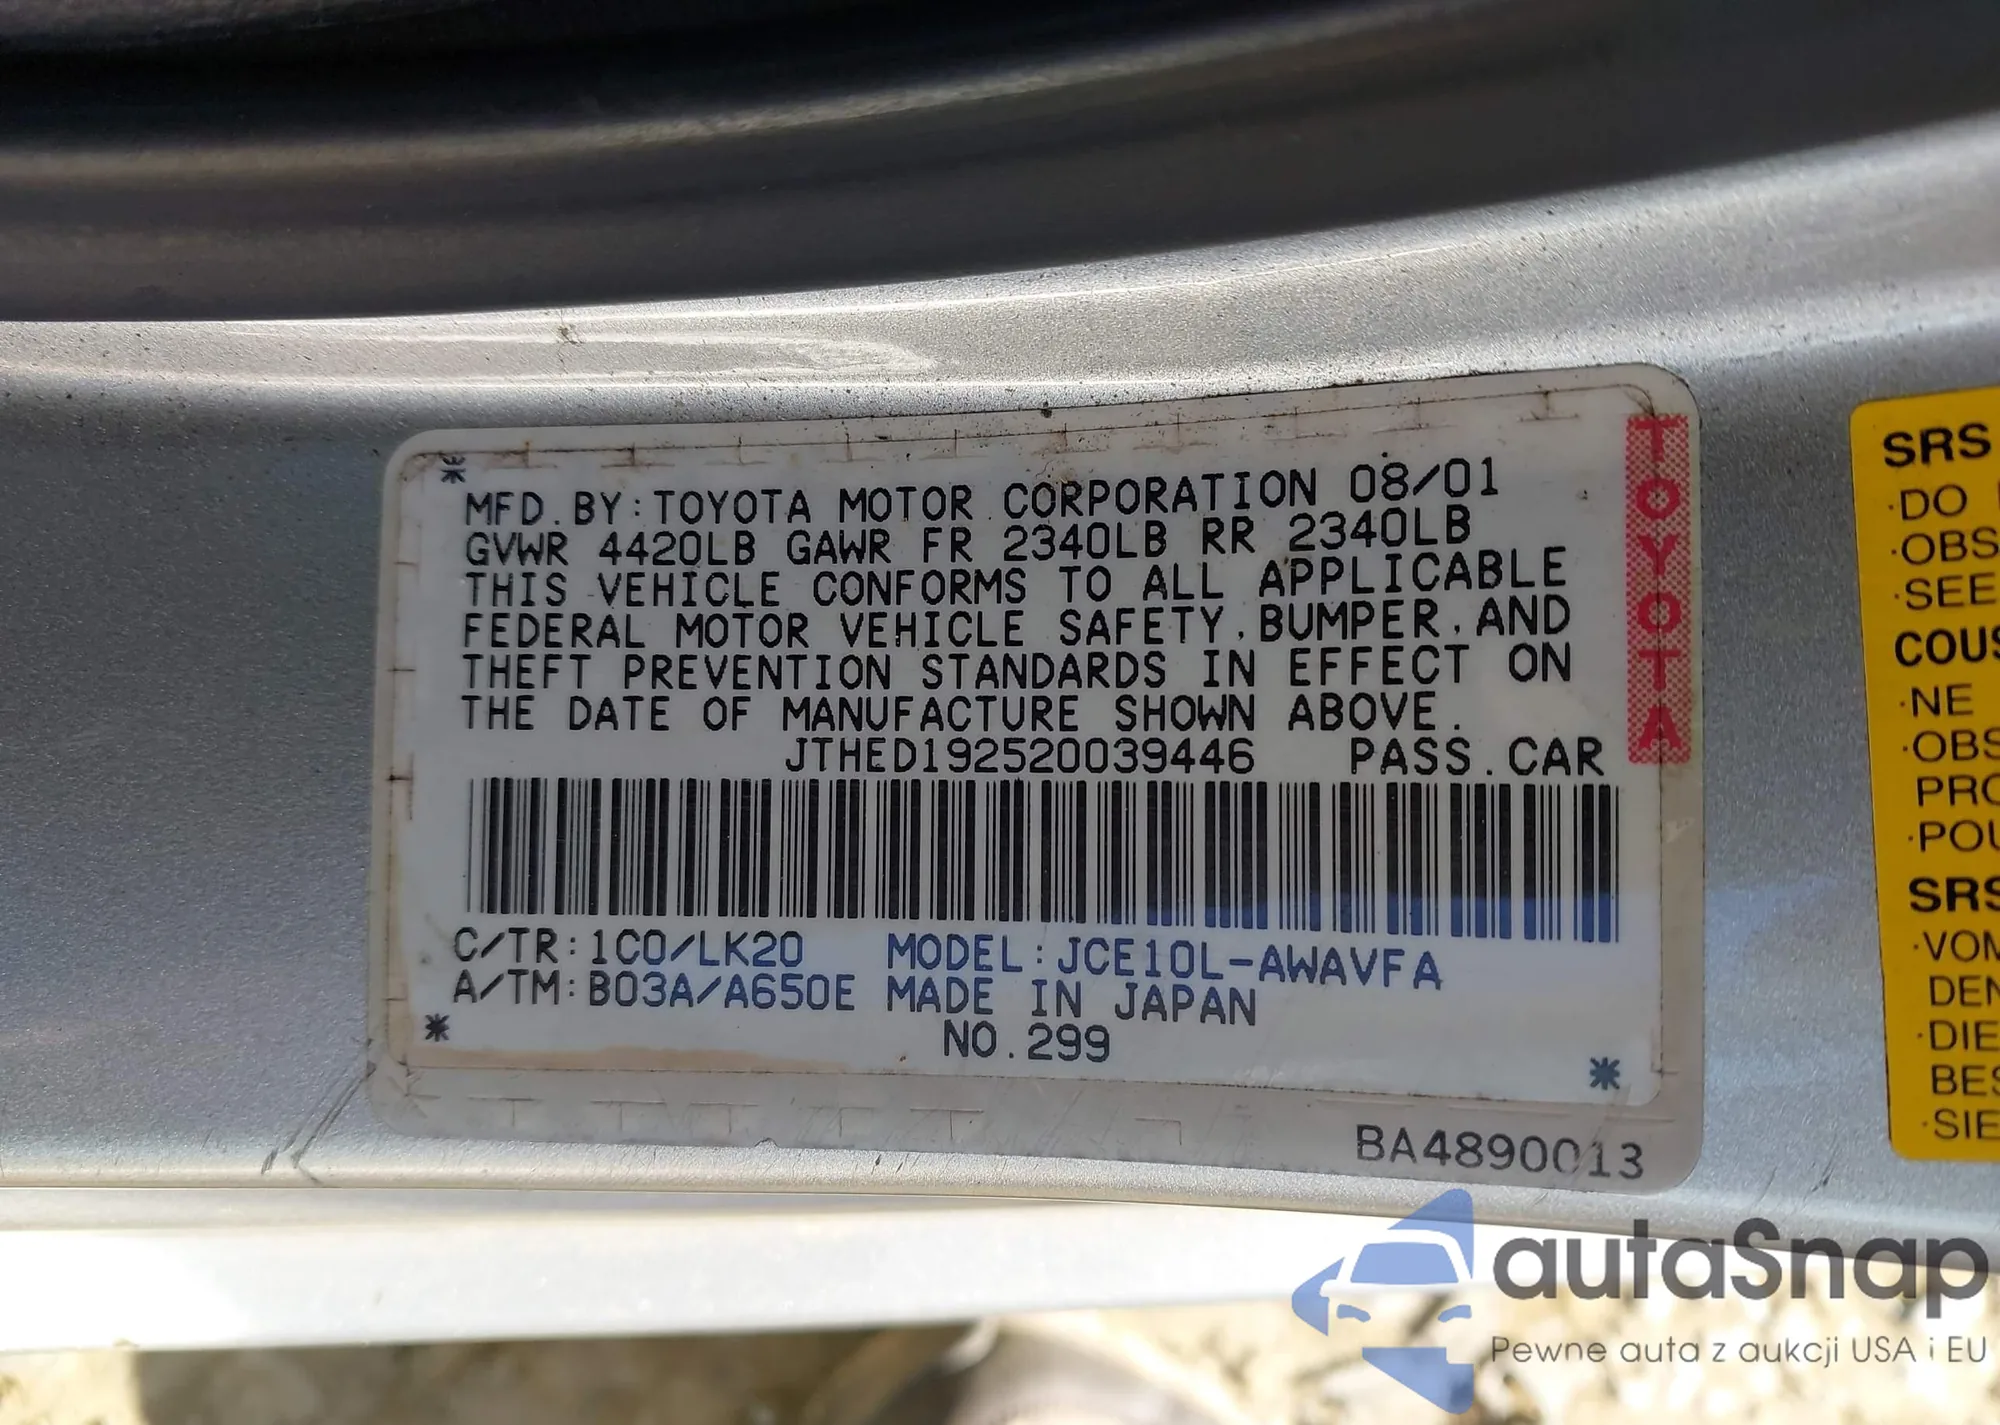 MFD.BY:TOYOTA MOTOR CORPORATION 08/01
GVWR 4420LB GAWR FR 2340LB RR 2340LB
THIS VEHICLE CONFORMS TO ALL APPLICABLE
FEDERAL MOTOR VEHICLE SAFETY,BUMPER,AND
THEFT PREVENTION STANDARDS IN EFFECT ON
THE DATE OF MANUFACTURE SHOWN ABOVE.
JTHED192520039446 PASS.CAR
C/TR:1C0/LK20 MODEL:JCE10L-AWAVFA
A/TM:B03A/A650E MADE IN JAPAN
NO.299
BA4890013
TOYOTA
SRS
·DO
·OBS
·SEE
COUS
·NE
·OBS
PRO
·POU
SRS
·VOM
DEN
·DIE
BES
·SIE
autaSnap
Pewne auta z aukcji USA i EU